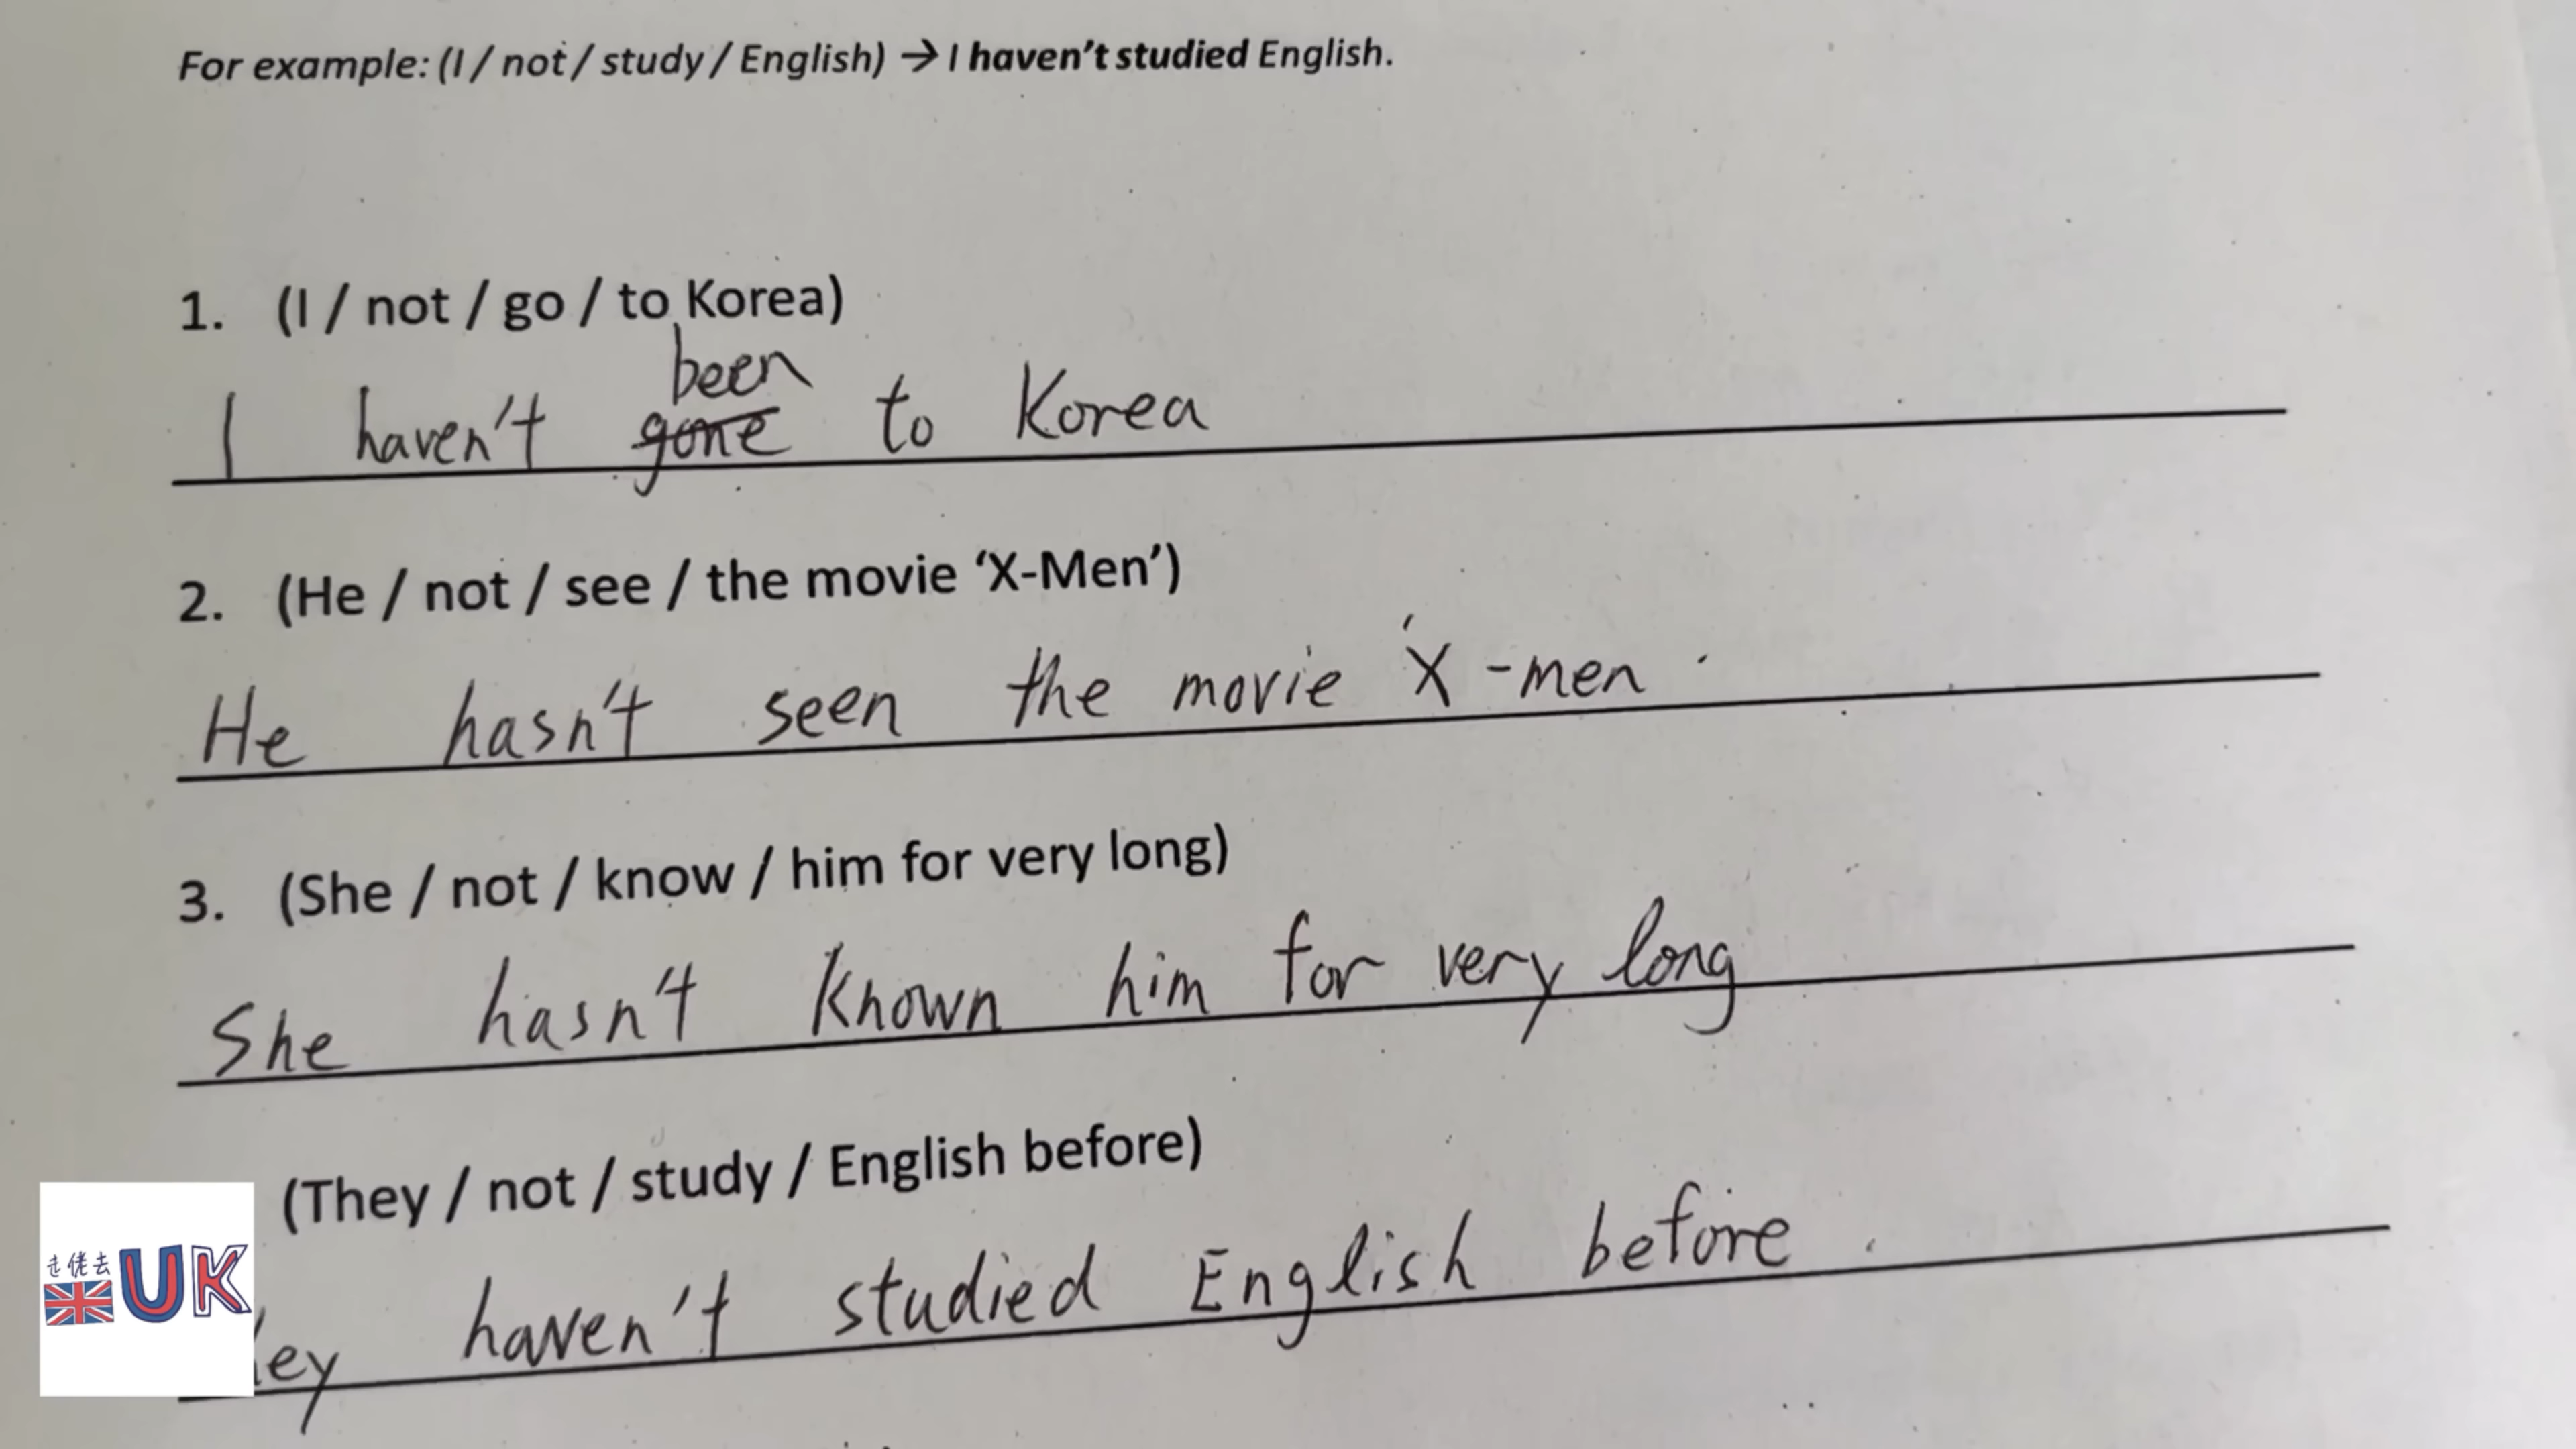 For example: (I / not / study / English) → I haven't studied English.
1. (I / not / go / to Korea)
been
I haven't gone to Korea
2. (He / not / see / the movie ‘X-Men’)
He hasn't seen the movie 'X-men.
3. (She / not / know / him for very long)
She hasn't known him for very long
(They / not / study / English before)
ey haven't studied English before.
走佬去
UK